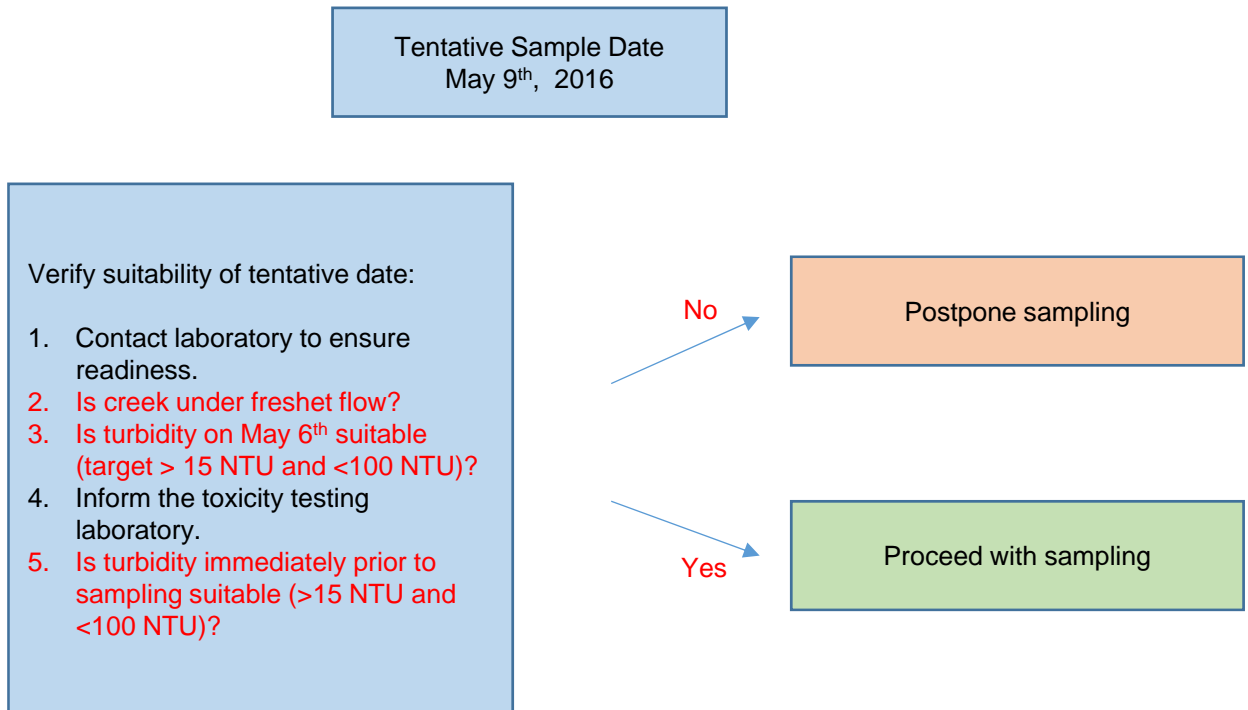 Tentative Sample Date
May 9th,  2016
Verify suitability of tentative date:
1. Contact laboratory to ensure
readiness.
2. Is creek under freshet flow?
3. Is turbidity on May 6th suitable
(target > 15 NTU and <100 NTU)?
4. Inform the toxicity testing
laboratory.
5. Is turbidity immediately prior to
sampling suitable (>15 NTU and
<100 NTU)?
No
Postpone sampling
Yes
Proceed with sampling